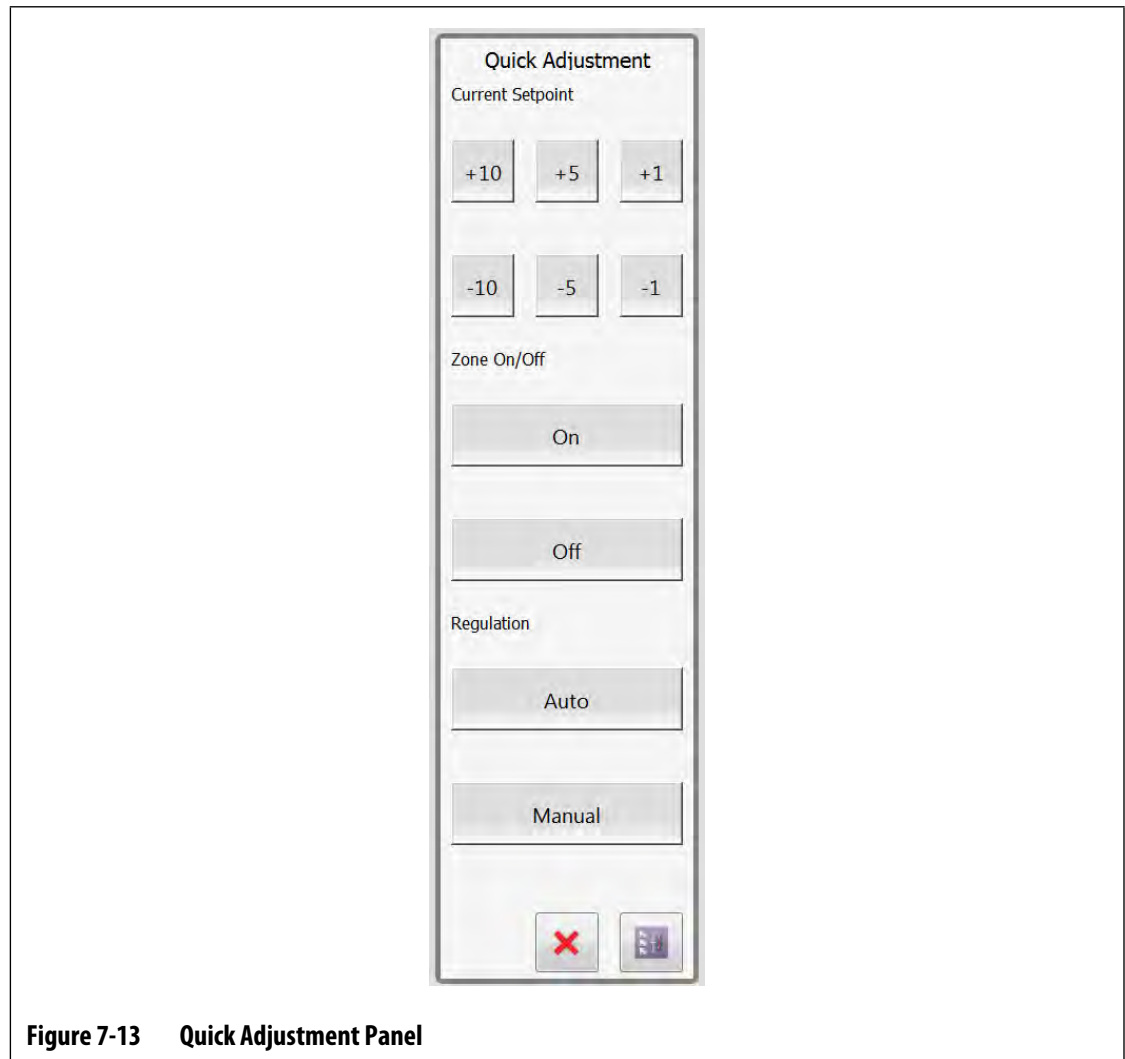 Quick Adjustment
Current Setpoint
+10 +5 +1
-10 -5 -1
Zone On/Off
On
Off
Regulation
Auto
Manual
Figure 7-13 Quick Adjustment Panel